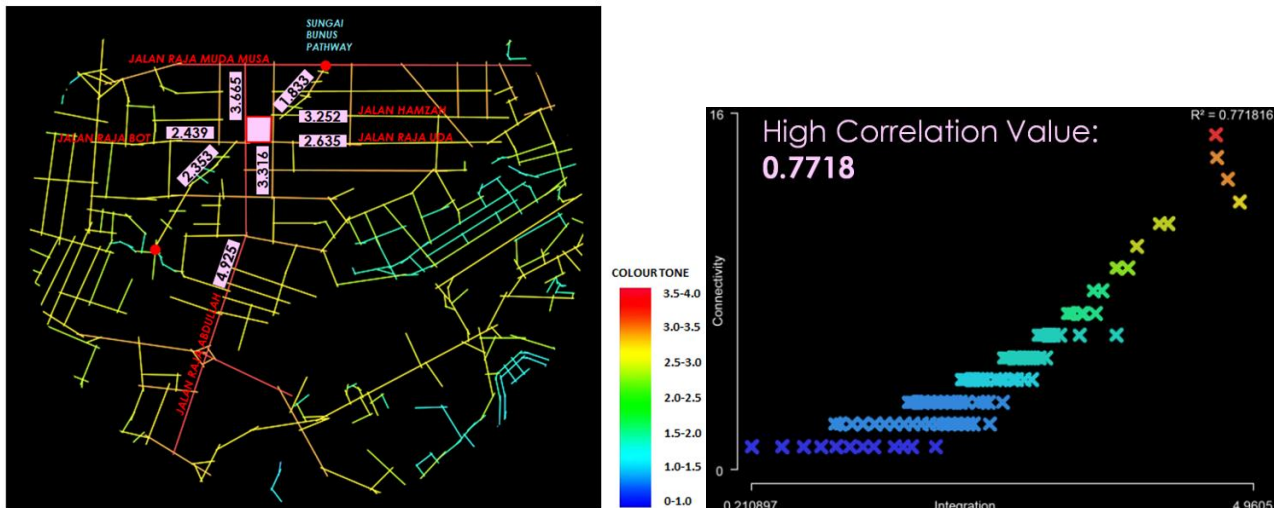 SUNGAI
BUNUS
PATHWAY
JALAN RAJA MUDA MUSA
3.665
1.833
3.252
JALAN HAMZAH
JALAN RAJA BOT
2.439
2.635
JALAN RAJA UDA
2.353
3.316
4.925
JALAN RAJA ABDULLAH
COLOUR TONE
3.5-4.0
3.0-3.5
2.5-3.0
2.0-2.5
1.5-2.0
1.0-1.5
0-1.0
16
R² = 0.771816
High Correlation Value:
0.7718
Connectivity
0
0.210897
Integration
4.9605